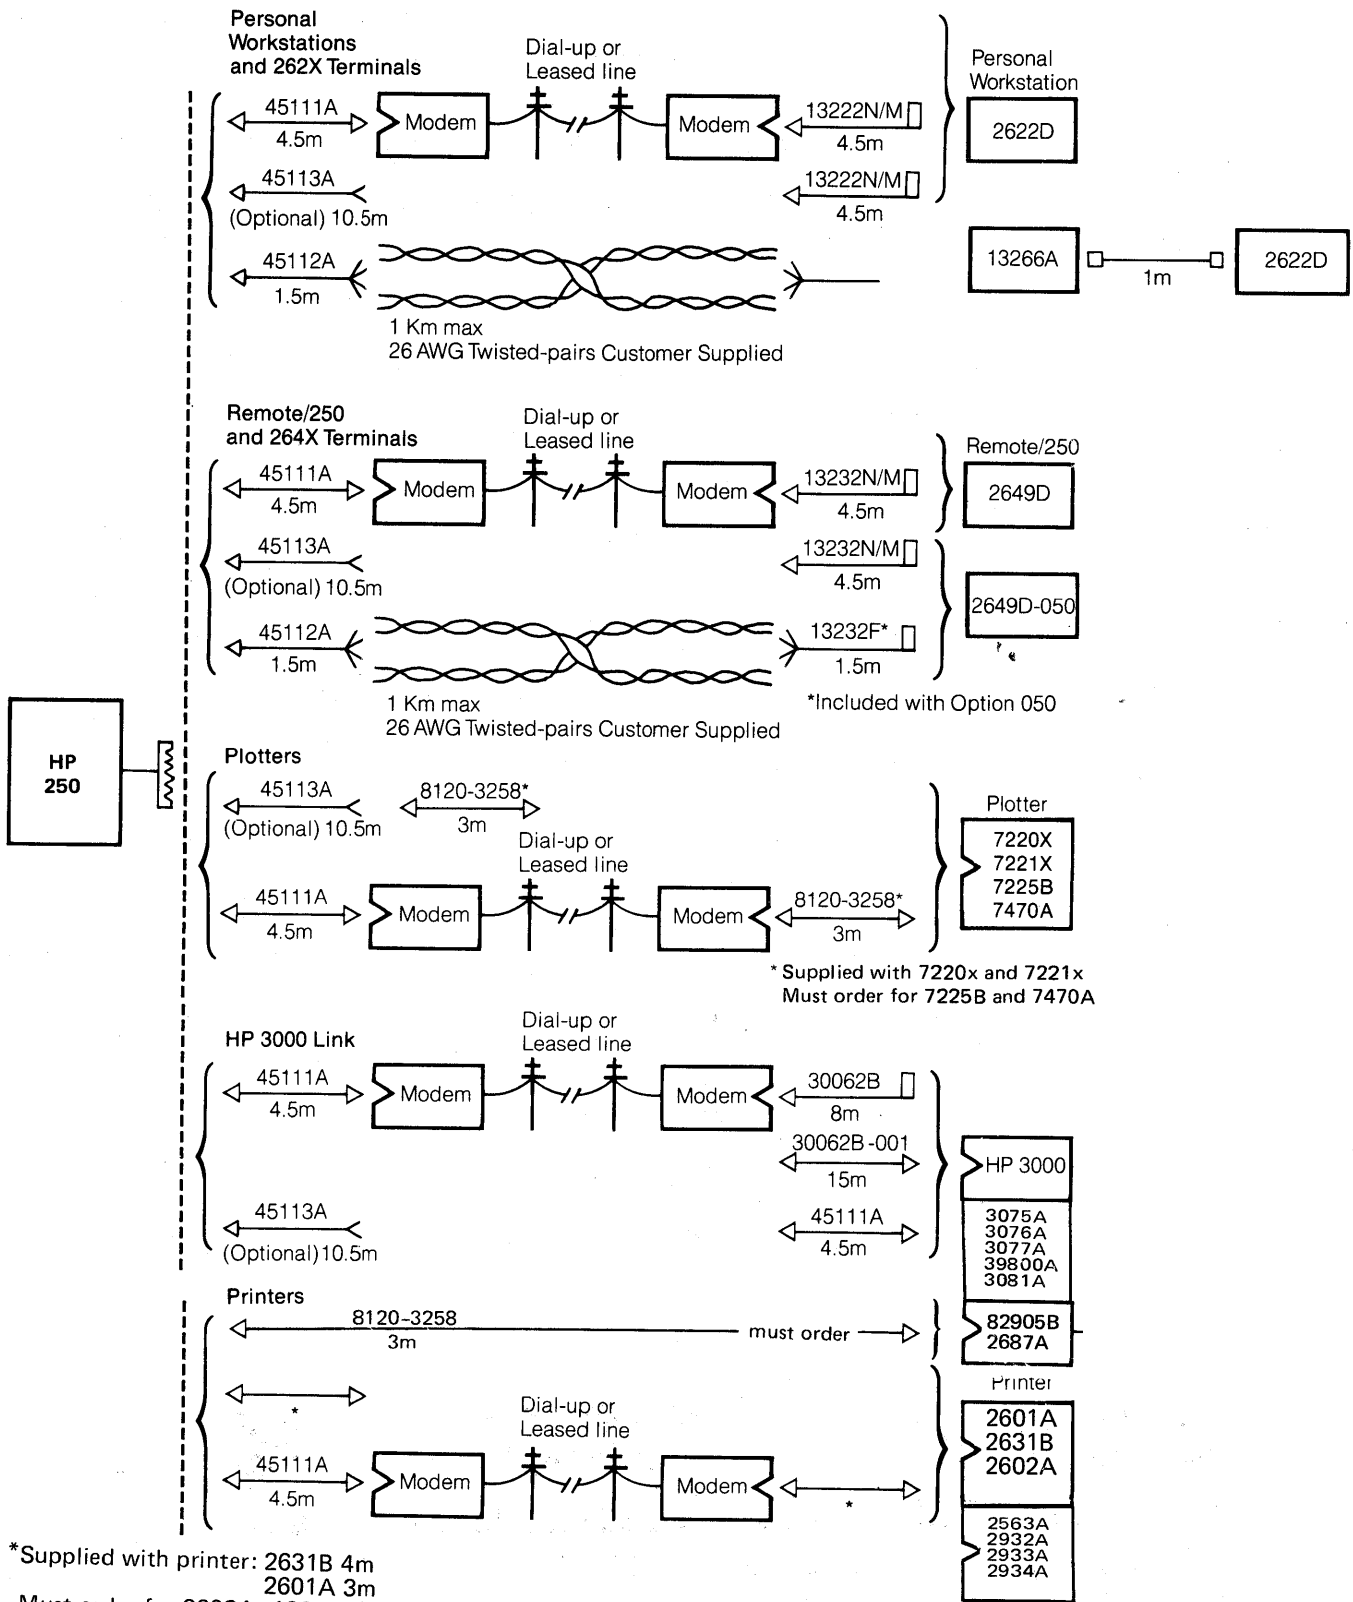 Personal
Workstations
and 262X Terminals
Dial-up or
Leased line
Personal
Workstation
45111A
4.5m
Modem
Modem
13222N/M
4.5m
2622D
45113A
(Optional) 10.5m
13222N/M
4.5m
45112A
1.5m
13266A
1m
2622D
1 Km max
26 AWG Twisted-pairs Customer Supplied
Remote/250
and 264X Terminals
Dial-up or
Leased line
Remote/250
45111A
4.5m
Modem
Modem
13232N/M
4.5m
2649D
45113A
(Optional) 10.5m
13232N/M
4.5m
2649D-050
45112A
1.5m
13232F*
1.5m
*Included with Option 050
1 Km max
26 AWG Twisted-pairs Customer Supplied
HP
250
Plotters
45113A
(Optional) 10.5m
8120-3258*
3m
Plotter
7220X
7221X
7225B
7470A
Dial-up or
Leased line
45111A
4.5m
Modem
Modem
8120-3258*
3m
* Supplied with 7220x and 7221x
Must order for 7225B and 7470A
HP 3000 Link
Dial-up or
Leased line
45111A
4.5m
Modem
Modem
30062B
8m
30062B-001
15m
HP 3000
45113A
(Optional) 10.5m
45111A
4.5m
3075A
3076A
3077A
39800A
3081A
Printers
8120-3258
3m
must order
82905B
2687A
Printer
*
Dial-up or
Leased line
2601A
2631B
2602A
45111A
4.5m
Modem
Modem
*
2563A
2932A
2933A
2934A
*Supplied with printer: 2631B 4m
2601A 3m